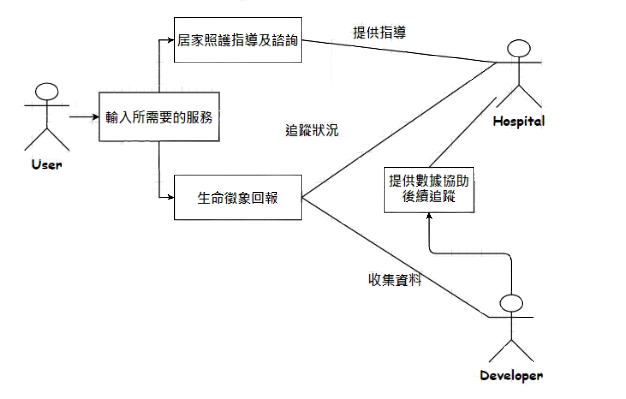 居家照護指導及諮詢
提供指導
輸入所需要的服務
User
Hospital
追蹤狀況
生命徵象回報
提供數據協助
後續追蹤
收集資料
Developer